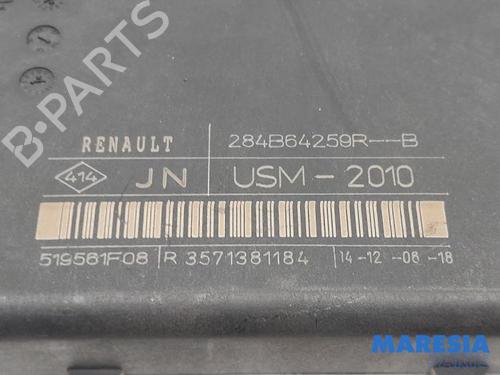 RENAULT 284B64259R--B
414 JN USM-2010
519561F08 R 3571381184 14-12-08-18
B-PARTS
MARESIA